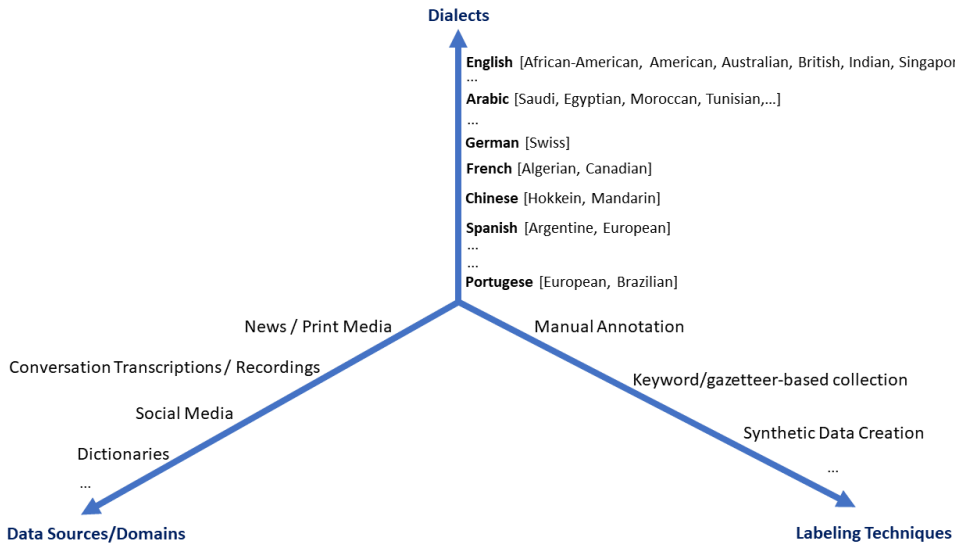 Dialects
English [African-American, American, Australian, British, Indian, Singapor
...
Arabic [Saudi, Egyptian, Moroccan, Tunisian,...]
...
German [Swiss]
French [Algerian, Canadian]
Chinese [Hokkein, Mandarin]
Spanish [Argentine, European]
...
...
Portugese [European, Brazilian]
News / Print Media
Conversation Transcriptions / Recordings
Social Media
Dictionaries
...
Data Sources/Domains
Manual Annotation
Keyword/gazetteer-based collection
Synthetic Data Creation
...
Labeling Techniques